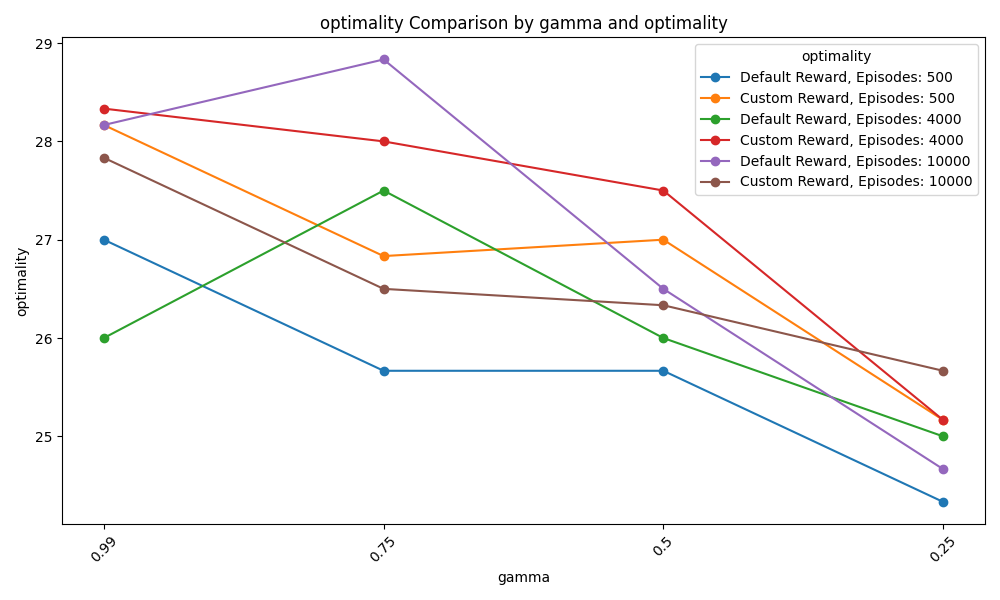 optimality Comparison by gamma and optimality
optimality
Default Reward, Episodes: 500
Custom Reward, Episodes: 500
Default Reward, Episodes: 4000
Custom Reward, Episodes: 4000
Default Reward, Episodes: 10000
Custom Reward, Episodes: 10000
optimality
29
28
27
26
25
0.99
0.75
0.5
0.25
gamma